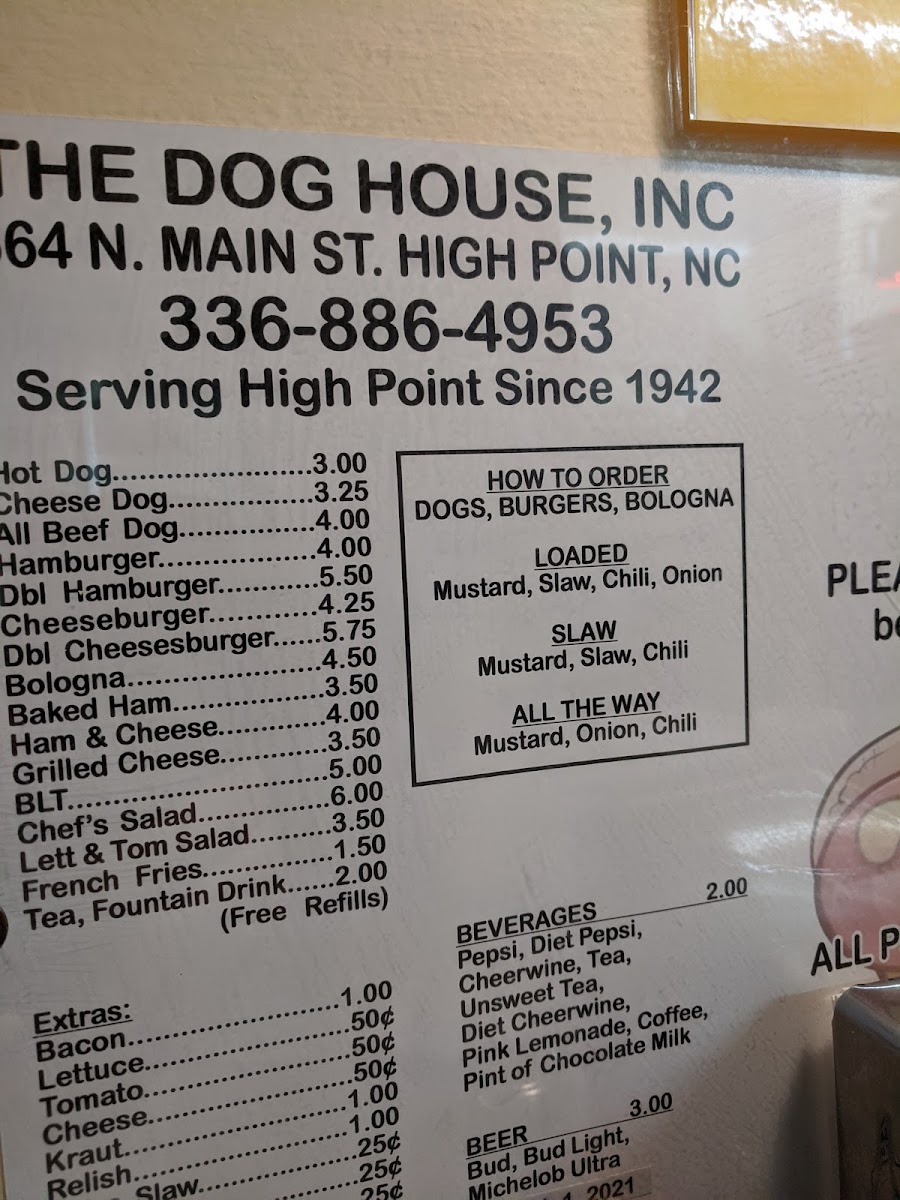 THE DOG HOUSE, INC
64 N. MAIN ST. HIGH POINT, NC
336-886-4953
Serving High Point Since 1942
Hot Dog......................3.00
Cheese Dog................3.25
All Beef Dog...............4.00
Hamburger.................4.00
Dbl Hamburger...........5.50
Cheeseburger............4.25
Dbl Cheesesburger......5.75
Bologna.....................4.50
Baked Ham................3.50
Ham & Cheese............4.00
Grilled Cheese............3.50
BLT............................5.00
Chef's Salad..............6.00
Lett & Tom Salad.........3.50
French Fries..............1.50
Tea, Fountain Drink......2.00
(Free Refills)
HOW TO ORDER
DOGS, BURGERS, BOLOGNA
LOADED
Mustard, Slaw, Chili, Onion
SLAW
Mustard, Slaw, Chili
ALL THE WAY
Mustard, Onion, Chili
Extras:
Bacon.......................1.00
Lettuce......................50¢
Tomato......................50¢
Cheese......................50¢
Kraut.......................1.00
Relish......................1.00
Slaw....................25¢
25¢
25¢
BEVERAGES 2.00
Pepsi, Diet Pepsi,
Cheerwine, Tea,
Unsweet Tea,
Diet Cheerwine,
Pink Lemonade, Coffee,
Pint of Chocolate Milk
BEER 3.00
Bud, Bud Light,
Michelob Ultra
1, 2021
ALL